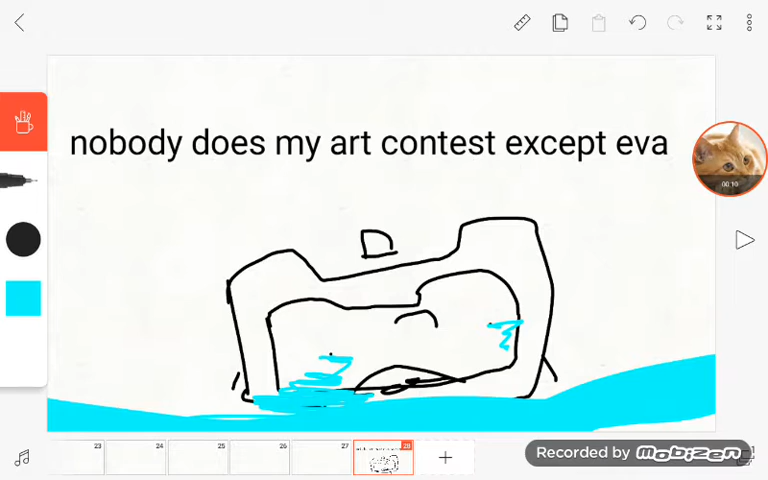 nobody does my art contest except eva
00:10
23 24 25 26 27 28
Recorded by mobizen